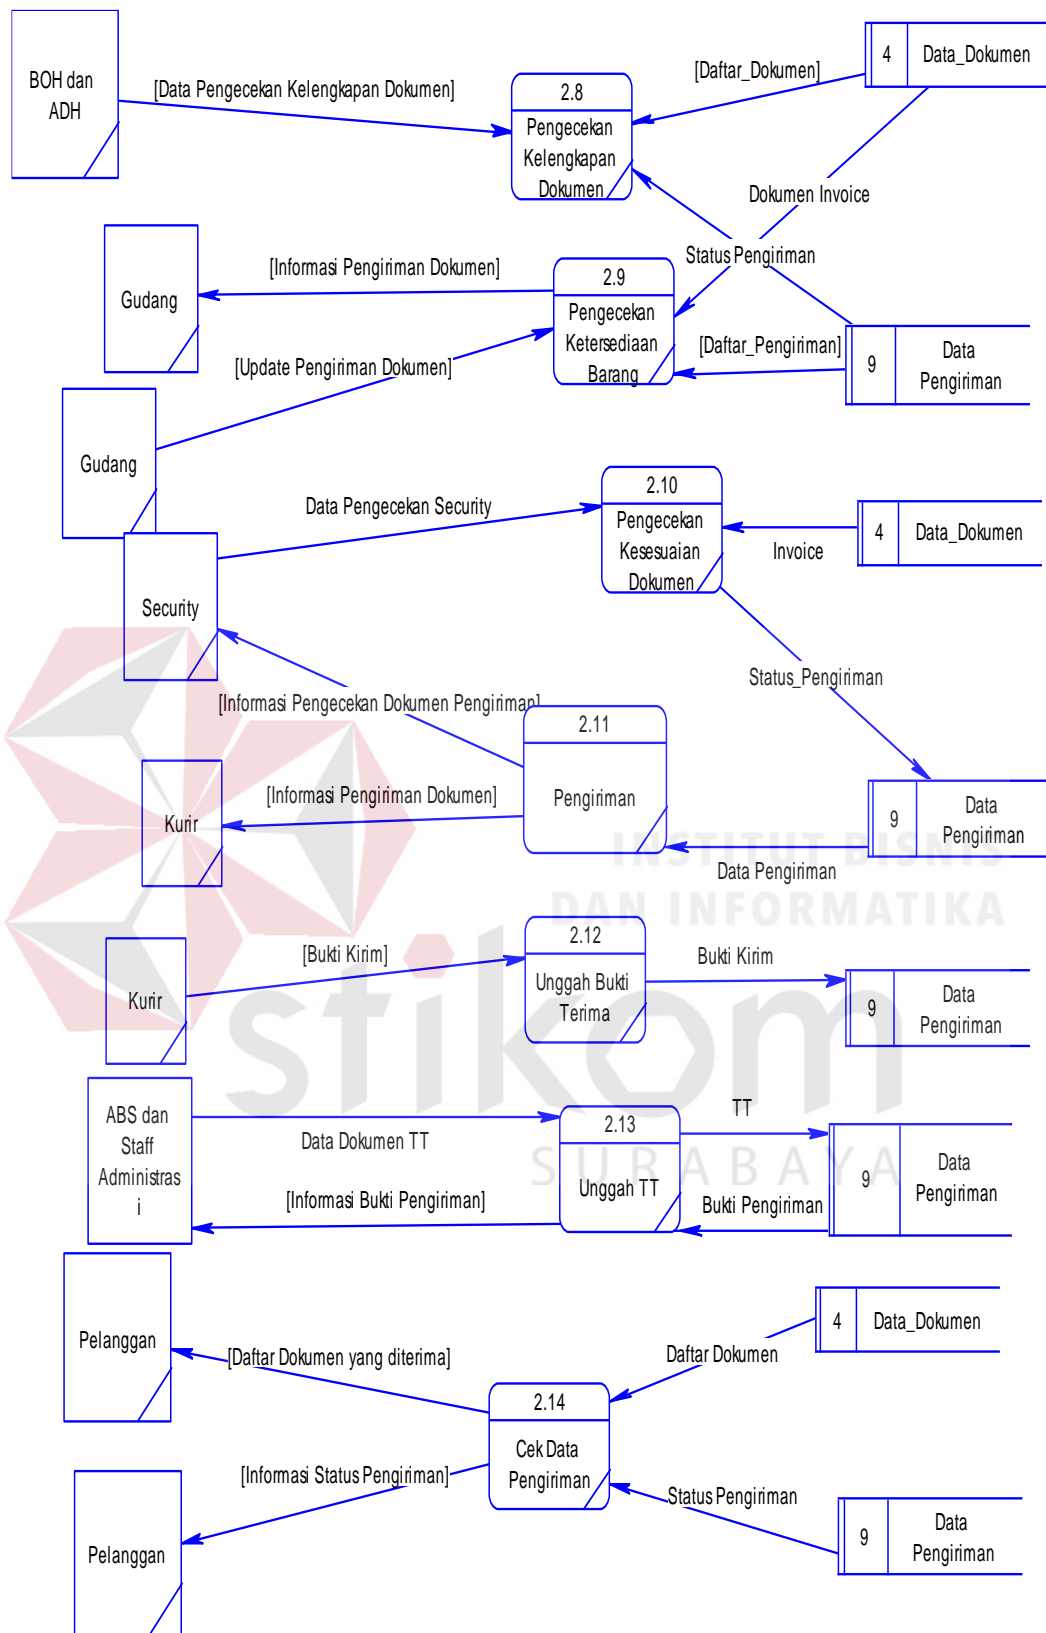 BOH dan
ADH
[Data Pengecekan Kelengkapan Dokumen]
2.8
Pengecekan
Kelengkapan
Dokumen
[Daftar_Dokumen]
4
Data_Dokumen
Dokumen Invoice
Status Pengiriman
Gudang
[Informasi Pengiriman Dokumen]
2.9
Pengecekan
Ketersediaan
Barang
[Daftar_Pengiriman]
9
Data
Pengiriman
[Update Pengiriman Dokumen]
Gudang
Data Pengecekan Security
2.10
Pengecekan
Kesesuaian
Dokumen
Invoice
4
Data_Dokumen
Security
Status_Pengiriman
[Informasi Pengecekan Dokumen Pengiriman]
2.11
Pengiriman
Kurir
[Informasi Pengiriman Dokumen]
9
Data
Pengiriman
Data Pengiriman
INSTITUT BISNIS
DAN INFORMATIKA
Kurir
[Bukti Kirim]
2.12
Unggah Bukti
Terima
Bukti Kirim
9
Data
Pengiriman
stikom
SURABAYA
ABS dan
Staff
Administras
i
Data Dokumen TT
[Informasi Bukti Pengiriman]
2.13
Unggah TT
TT
Bukti Pengiriman
9
Data
Pengiriman
Pelanggan
[Daftar Dokumen yang diterima]
Daftar Dokumen
4
Data_Dokumen
2.14
Cek Data
Pengiriman
[Informasi Status Pengiriman]
Status Pengiriman
9
Data
Pengiriman
Pelanggan